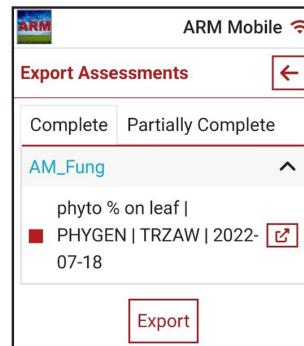 ARM
ARM Mobile
Export Assessments
Complete Partially Complete
AM_Fung
phyto % on leaf |
PHYGEN | TRZAW | 2022-
07-18
Export